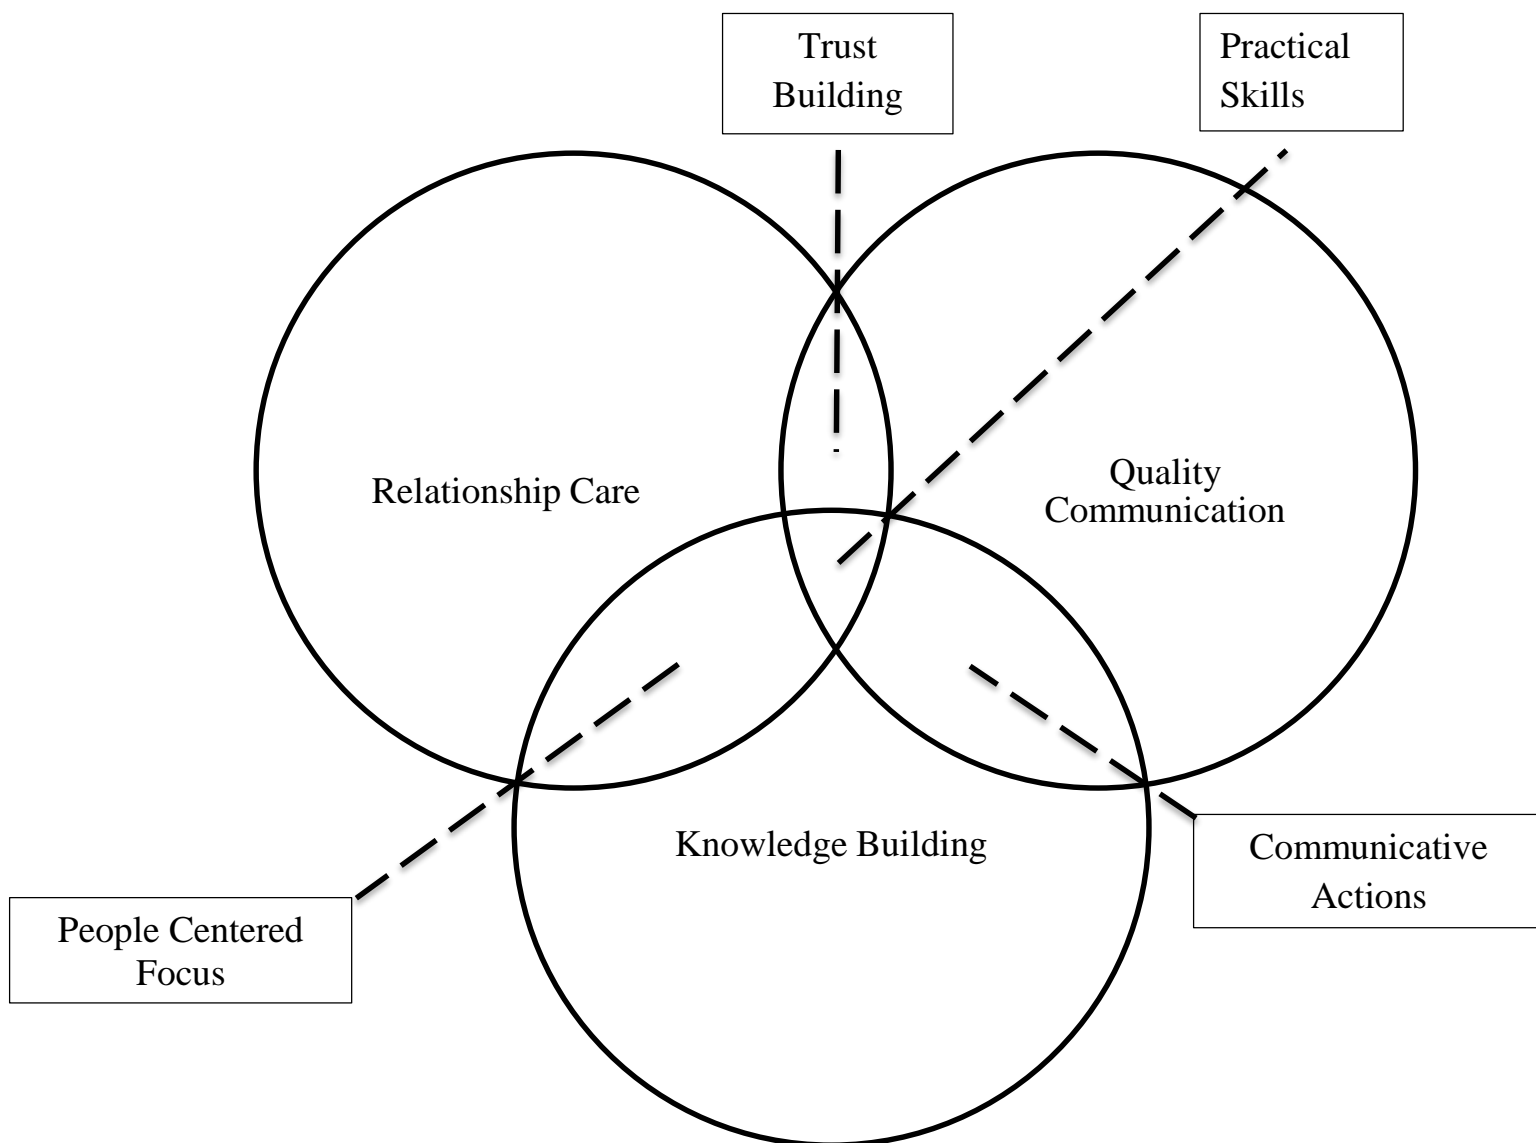 Trust
Building
Practical
Skills
Relationship Care
Quality
Communication
Knowledge Building
Communicative
Actions
People Centered
Focus